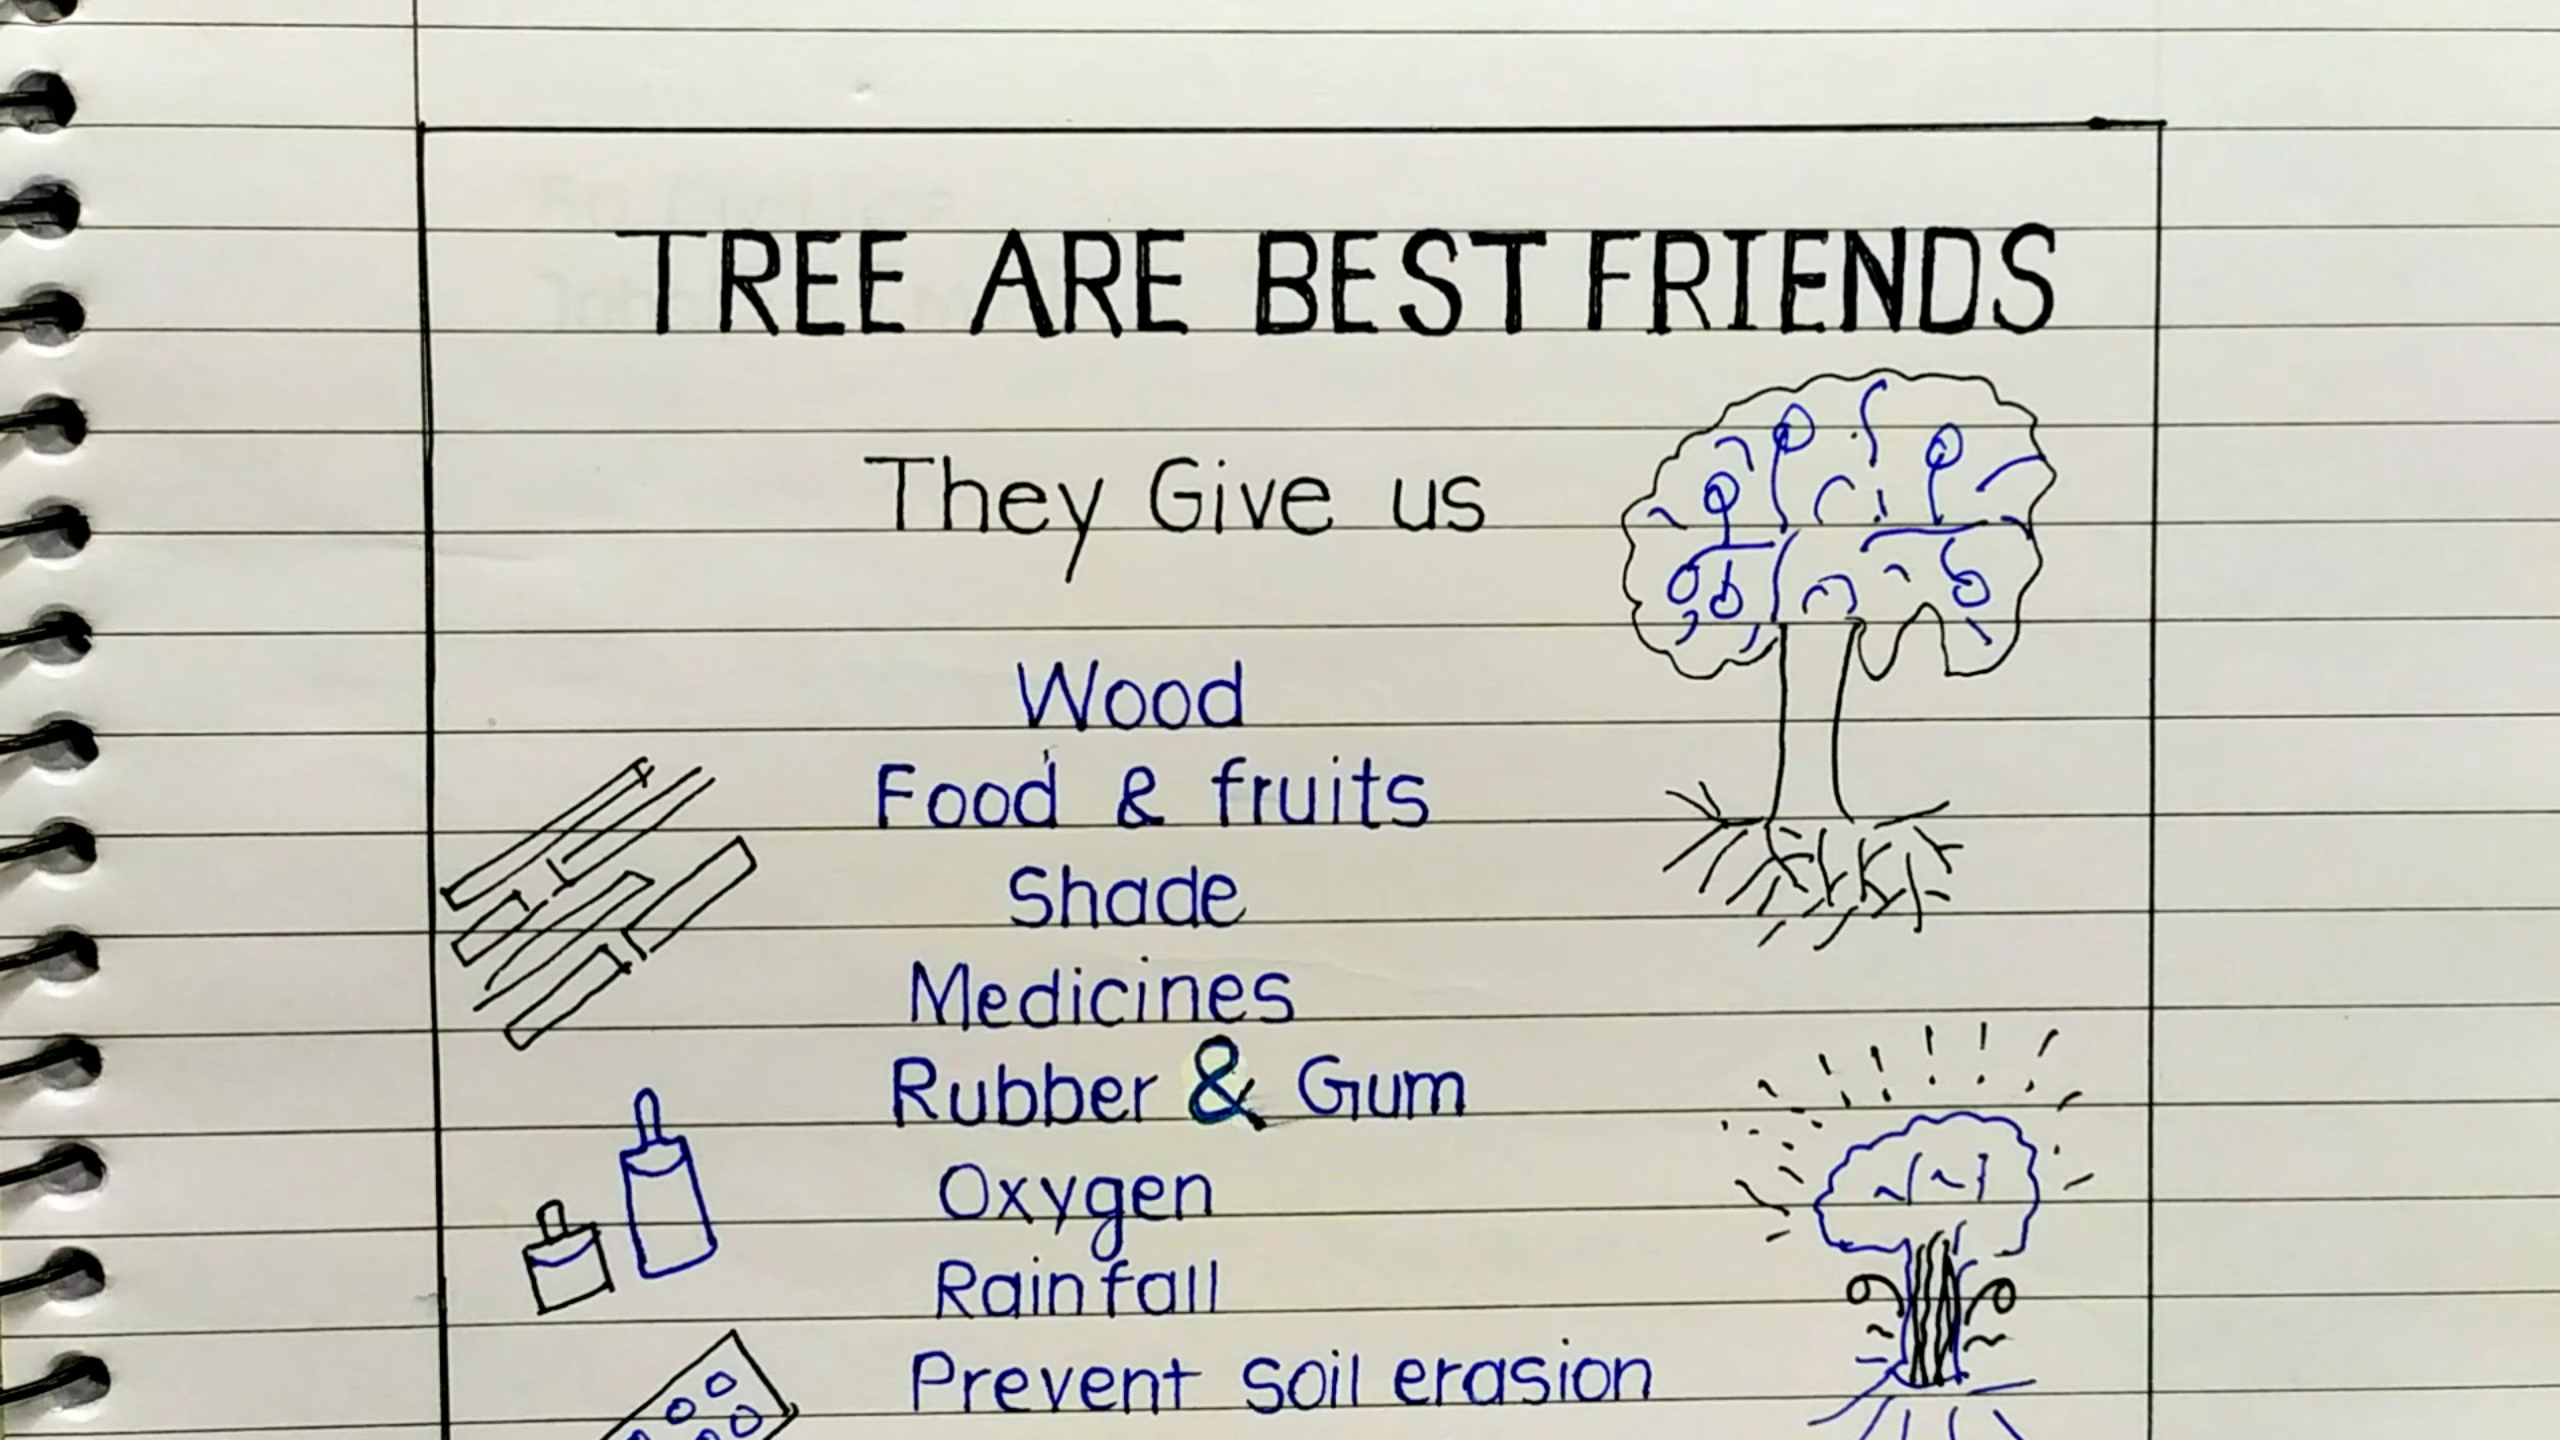 TREE ARE BEST FRIENDS
They Give us
Wood
Food & fruits
Shade
Medicines
Rubber & Gum
Oxygen
Rainfall
Prevent soil erasion